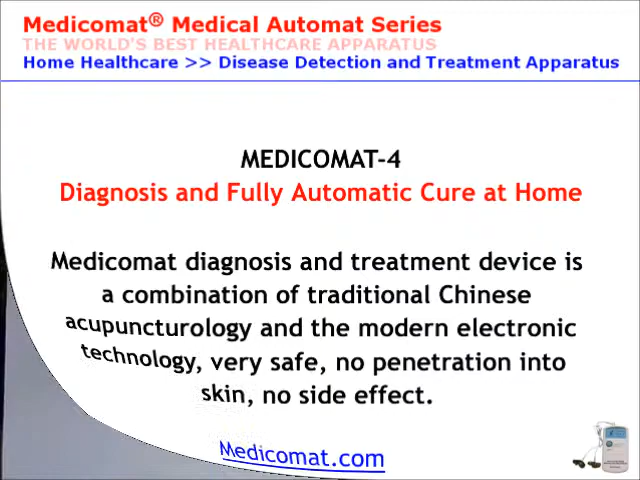 Medicomat® Medical Automat Series
THE WORLD'S BEST HEALTHCARE APPARATUS
Home Healthcare >> Disease Detection and Treatment Apparatus
MEDICOMAT-4
Diagnosis and Fully Automatic Cure at Home
Medicomat diagnosis and treatment device is
a combination of traditional Chinese
acupuncturology and the modern electronic
technology, very safe, no penetration into
skin, no side effect.
Medicomat.com